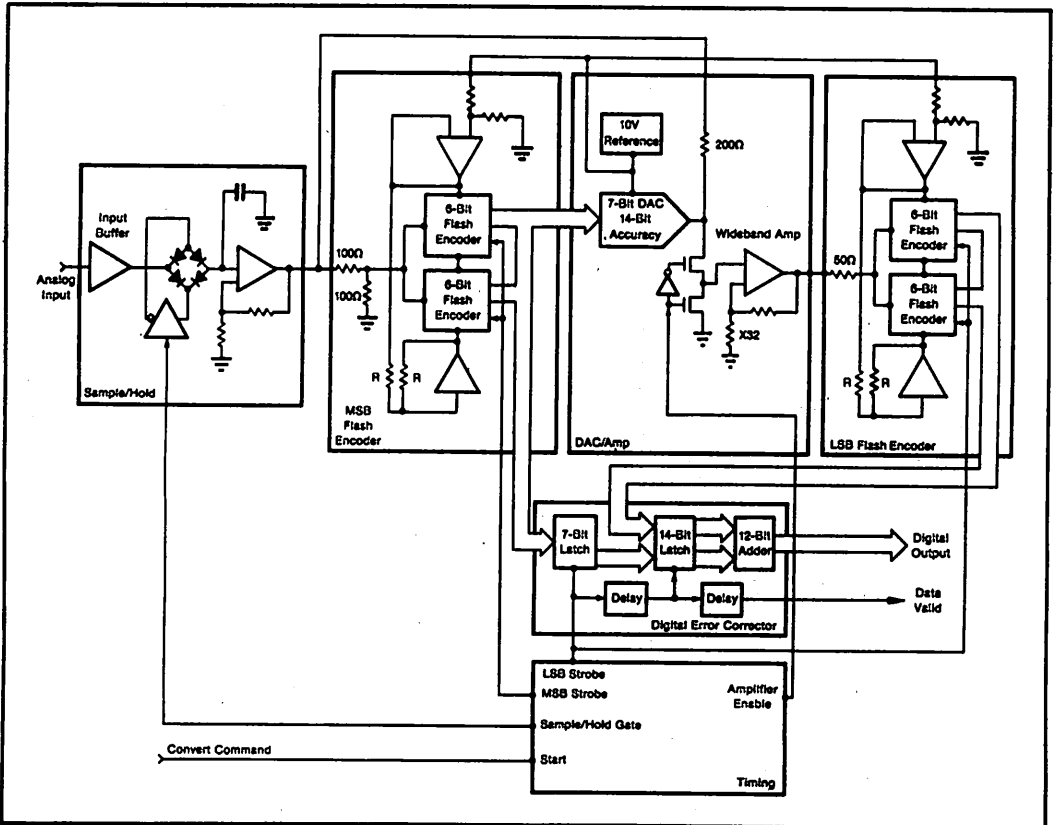 10V
Reference
200Ω
7-Bit DAC
14-Bit
Accuracy
Input
Buffer
6-Bit
Flash
Encoder
Wideband Amp
6-Bit
Flash
Encoder
Analog
Input
100Ω
100Ω
6-Bit
Flash
Encoder
50Ω
6-Bit
Flash
Encoder
X32
R
R
R
R
Sample/Hold
MSB
Flash
Encoder
DAC/Amp
LSB Flash Encoder
7-Bit
Latch
14-Bit
Latch
12-Bit
Adder
Digital
Output
Delay
Delay
Data
Valid
Digital Error Corrector
LSB Strobe
MSB Strobe
Amplifier
Enable
Sample/Hold Gate
Convert Command
Start
Timing